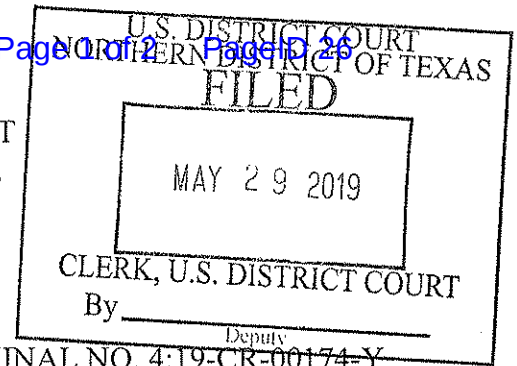 Page 1 of 2 PageID 26
U.S. DISTRICT COURT
NORTHERN DISTRICT OF TEXAS
FILED
T
MAY 29 2019
CLERK, U.S. DISTRICT COURT
By
Deputy
INAL NO. 4:19-CR-00174-Y